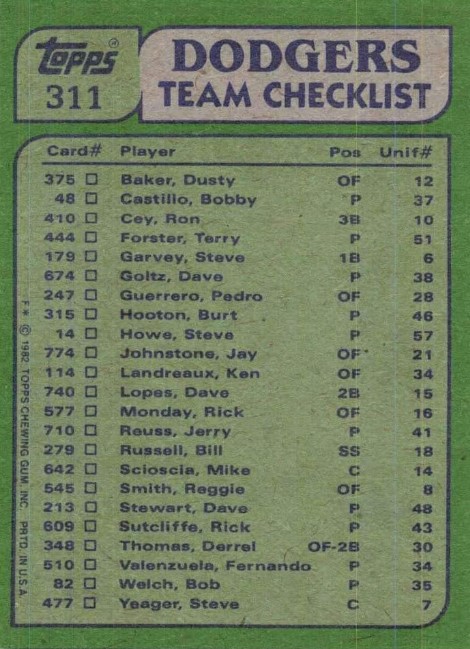 Topps
311
DODGERS
TEAM CHECKLIST
Card# Player Pos Unif#
375 Baker, Dusty OF 12
48 Castillo, Bobby P 37
410 Cey, Ron 3B 10
444 Forster, Terry P 51
179 Garvey, Steve 1B 6
674 Goltz, Dave P 38
247 Guerrero, Pedro OF 28
315 Hooton, Burt P 46
14 Howe, Steve P 57
774 Johnstone, Jay OF 21
114 Landreaux, Ken OF 34
740 Lopes, Dave 2B 15
577 Monday, Rick OF 16
710 Reuss, Jerry P 41
279 Russell, Bill SS 18
642 Scioscia, Mike C 14
545 Smith, Reggie OF 8
213 Stewart, Dave P 48
609 Sutcliffe, Rick P 43
348 Thomas, Derrel OF-2B 30
510 Valenzuela, Fernando P 34
82 Welch, Bob P 35
477 Yeager, Steve C 7
F* © 1982 TOPPS CHEWING GUM, INC. PRTD. IN U.S.A.